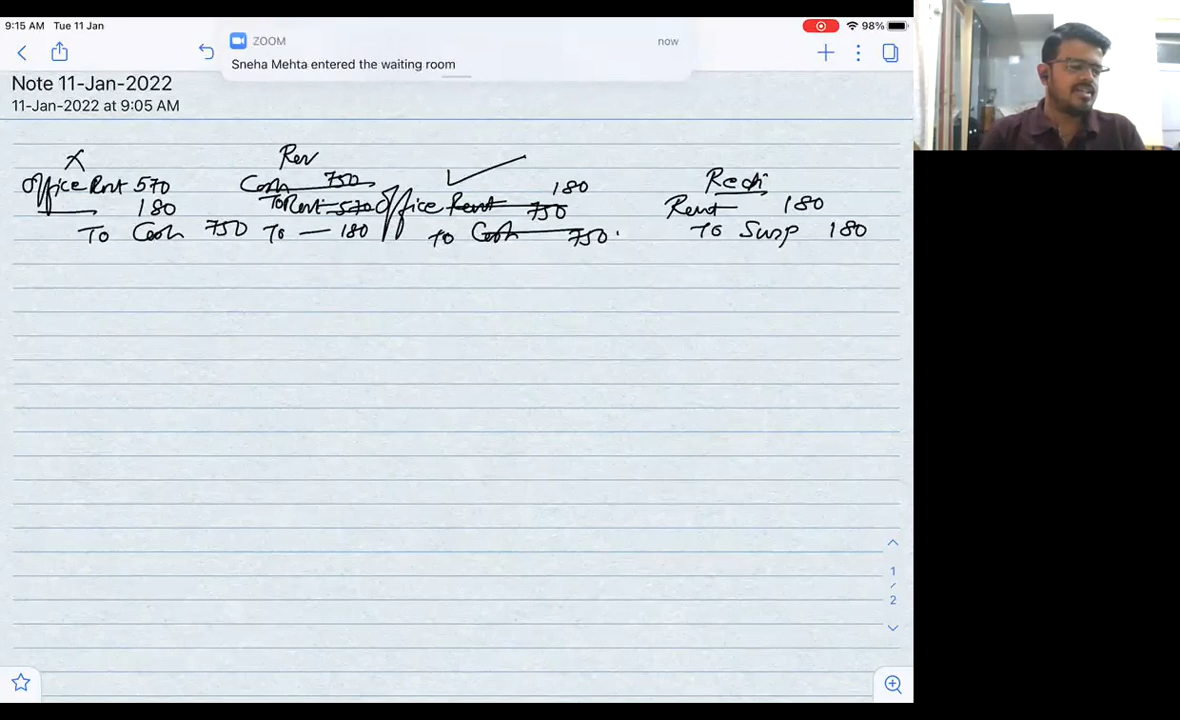 9:15 AM Tue 11 Jan
98%
ZOOM
now
Sneha Mehta entered the waiting room
Note 11-Jan-2022
11-Jan-2022 at 9:05 AM
X
Office Rent 570
180
To Cash 750
Rev
Cash 750
To Rent 570
To — 180
Office Rent 750 180
To Cash 750.
Recti
Rent 180
To Susp 180
1
2